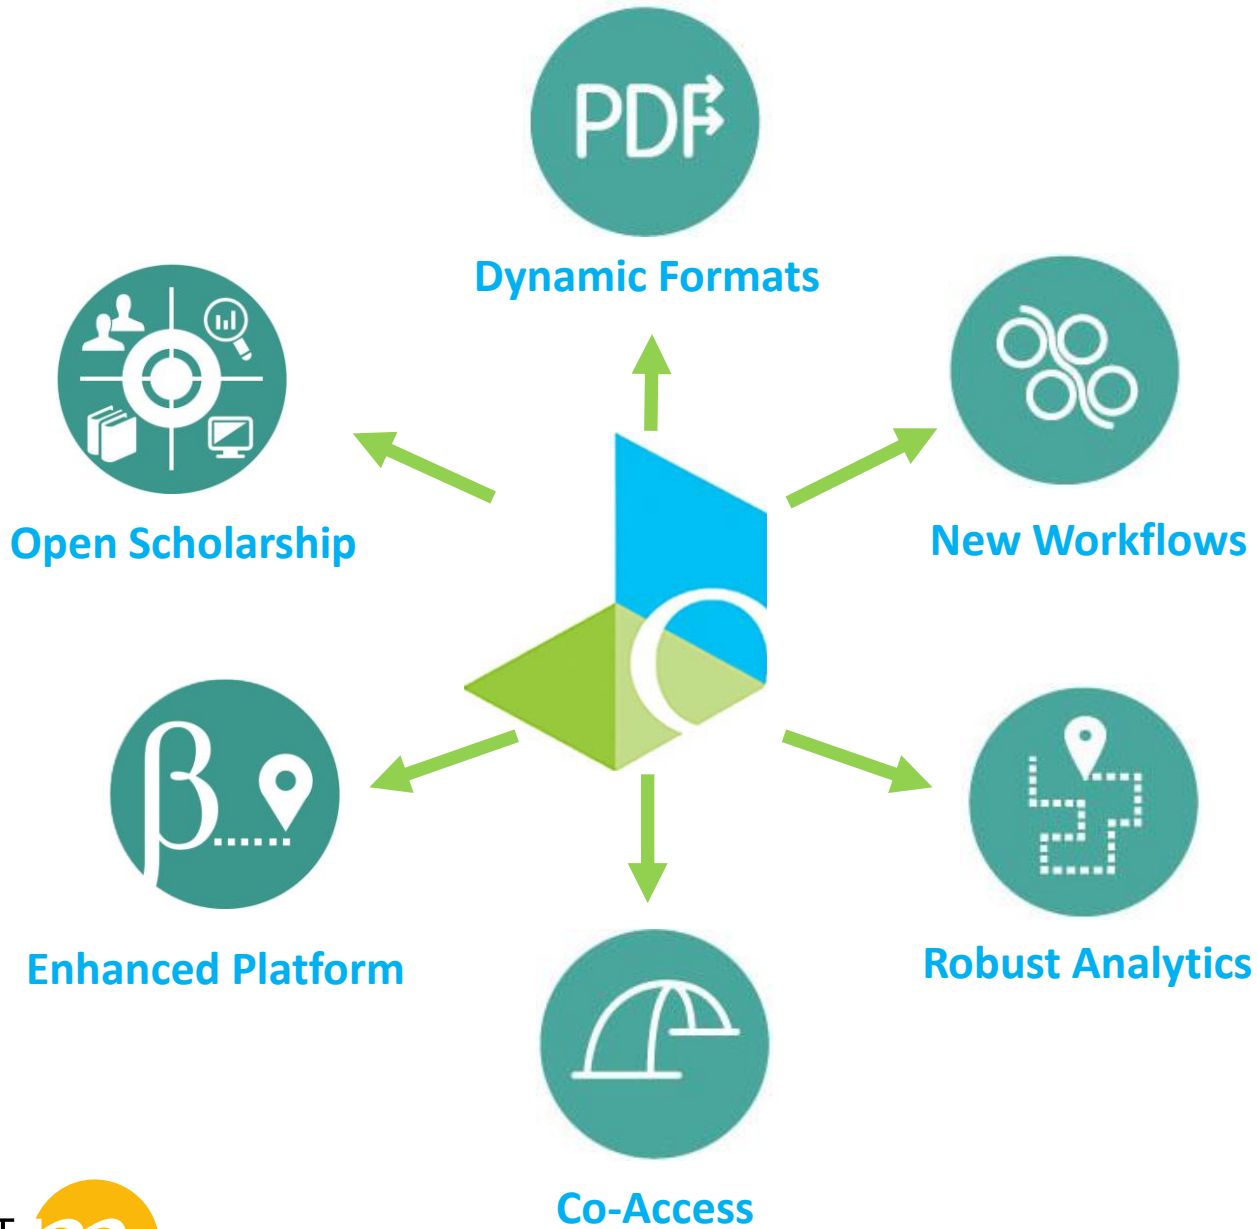 PDF
Dynamic Formats
Open Scholarship
New Workflows
β
Enhanced Platform
Robust Analytics
Co-Access